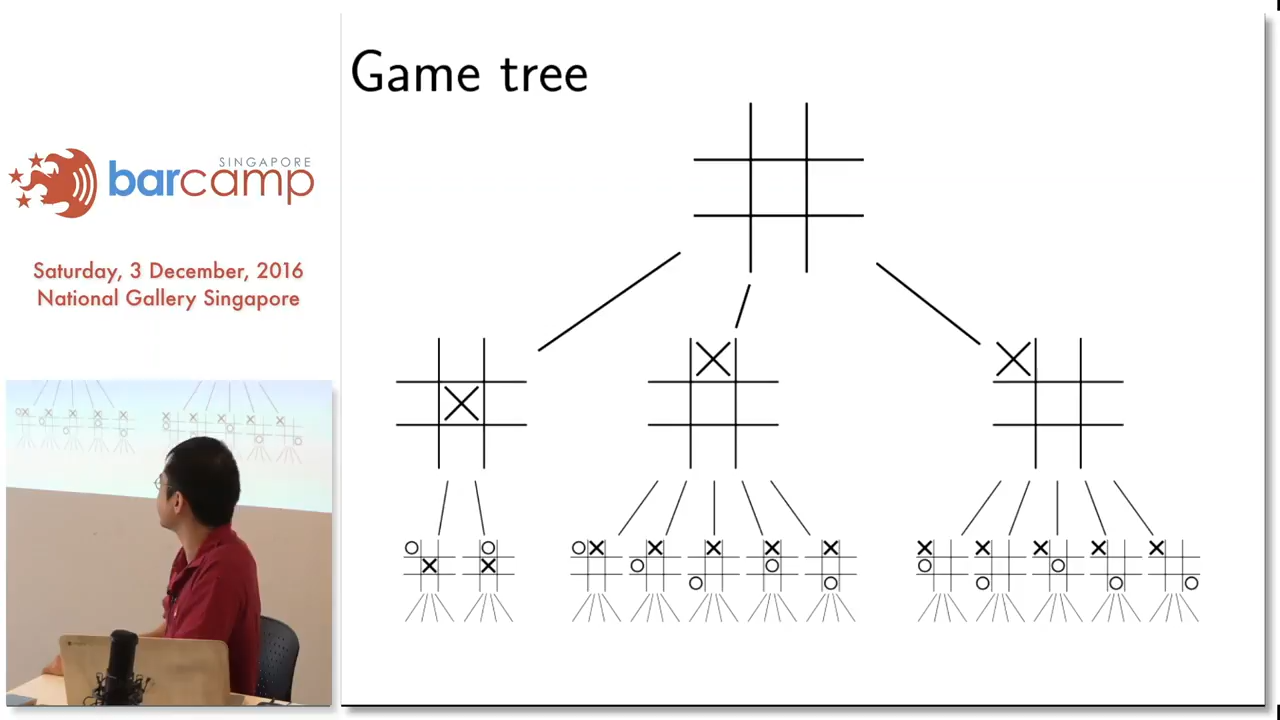 Game tree
SINGAPORE
barcamp
Saturday, 3 December, 2016
National Gallery Singapore